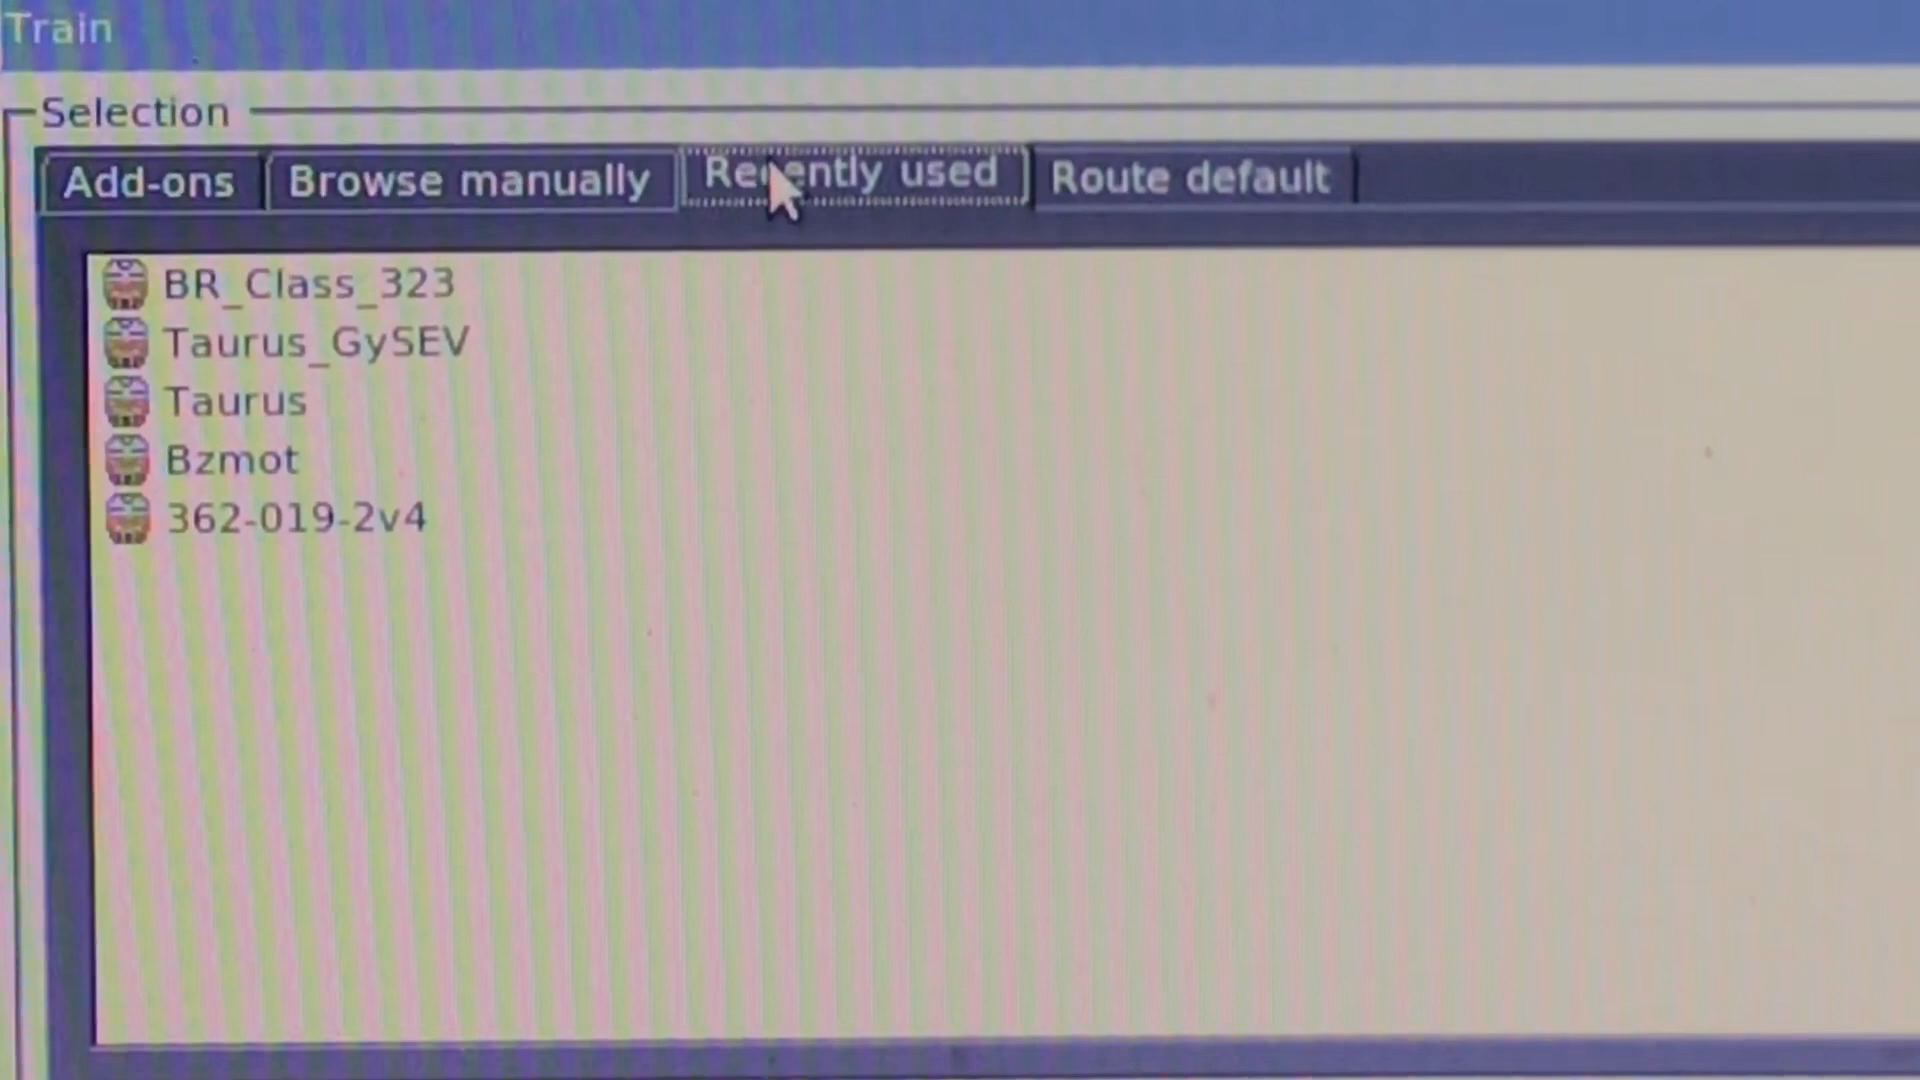 Train
Selection
Add-ons Browse manually Recently used Route default
BR_Class_323
Taurus_GySEV
Taurus
Bzmot
362-019-2v4